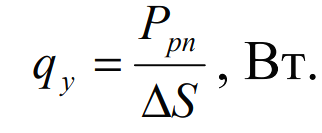 q_y = P_pn / ΔS , Вт.